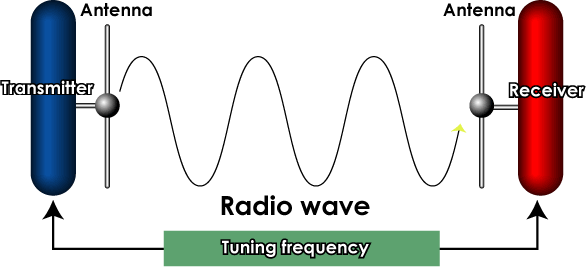 Antenna
Antenna
Transmitter
Receiver
Radio wave
Tuning frequency